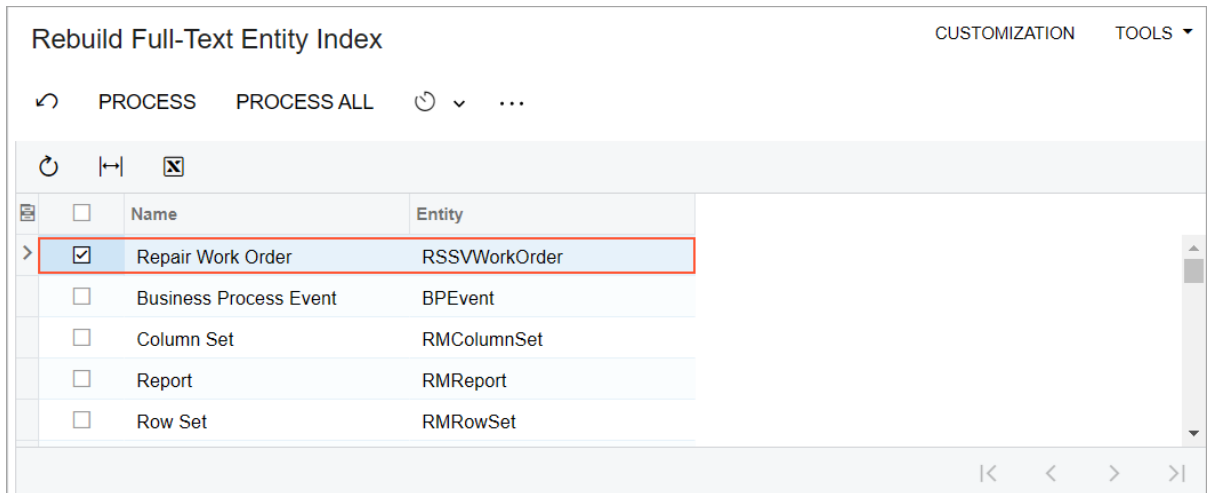 Rebuild Full-Text Entity Index
CUSTOMIZATION TOOLS
PROCESS PROCESS ALL
Name Entity
Repair Work Order RSSVWorkOrder
Business Process Event BPEvent
Column Set RMColumnSet
Report RMReport
Row Set RMRowSet